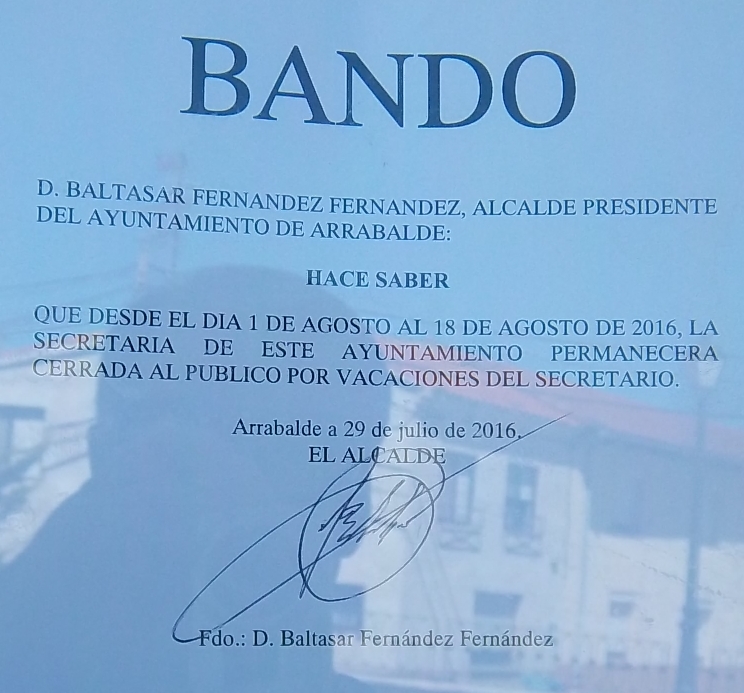 BANDO
D. BALTASAR FERNANDEZ FERNANDEZ, ALCALDE PRESIDENTE
DEL AYUNTAMIENTO DE ARRABALDE:
HACE SABER
QUE DESDE EL DIA 1 DE AGOSTO AL 18 DE AGOSTO DE 2016, LA
SECRETARIA DE ESTE AYUNTAMIENTO PERMANECERA
CERRADA AL PUBLICO POR VACACIONES DEL SECRETARIO.
Arrabalde a 29 de julio de 2016.
EL ALCALDE
Fdo.: D. Baltasar Fernández Fernández